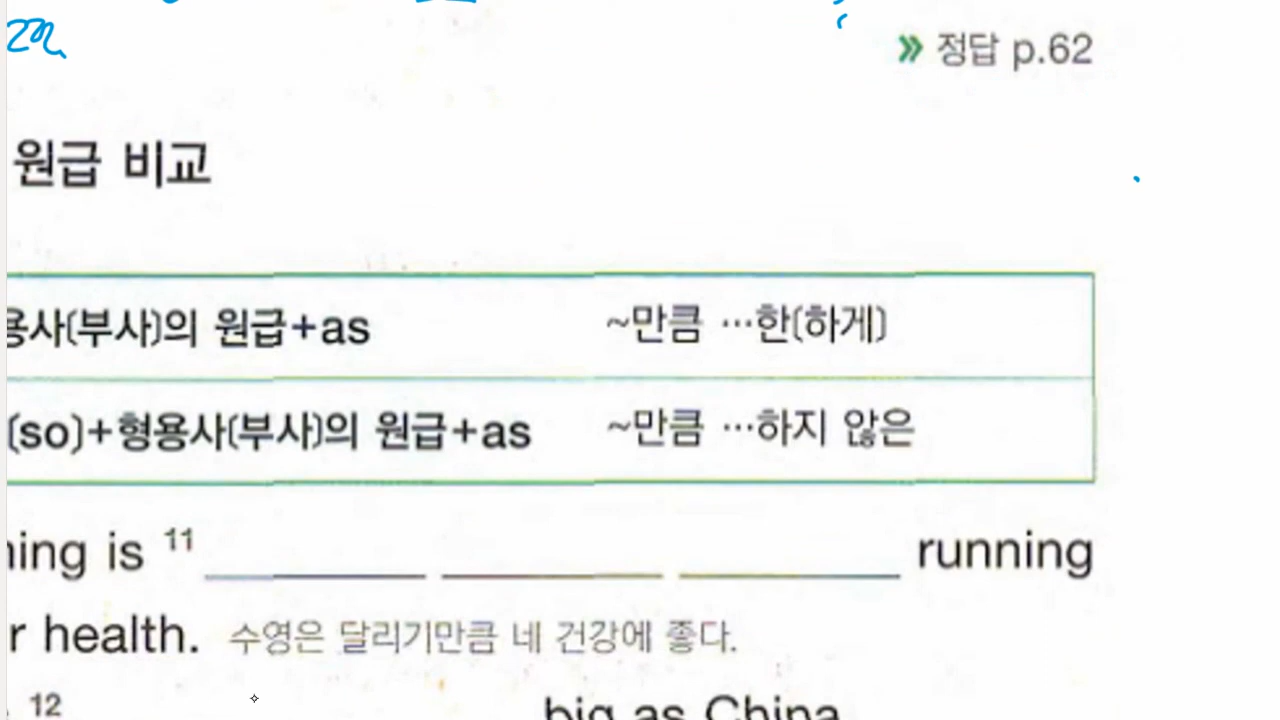 » 정답 p.62
원급 비교
용사(부사)의 원급+as ~만큼 …한(하게)
(so)+형용사(부사)의 원급+as ~만큼 …하지 않은
is 11 running
health. 수영은 달리기만큼 네 건강에 좋다.
12 big as China